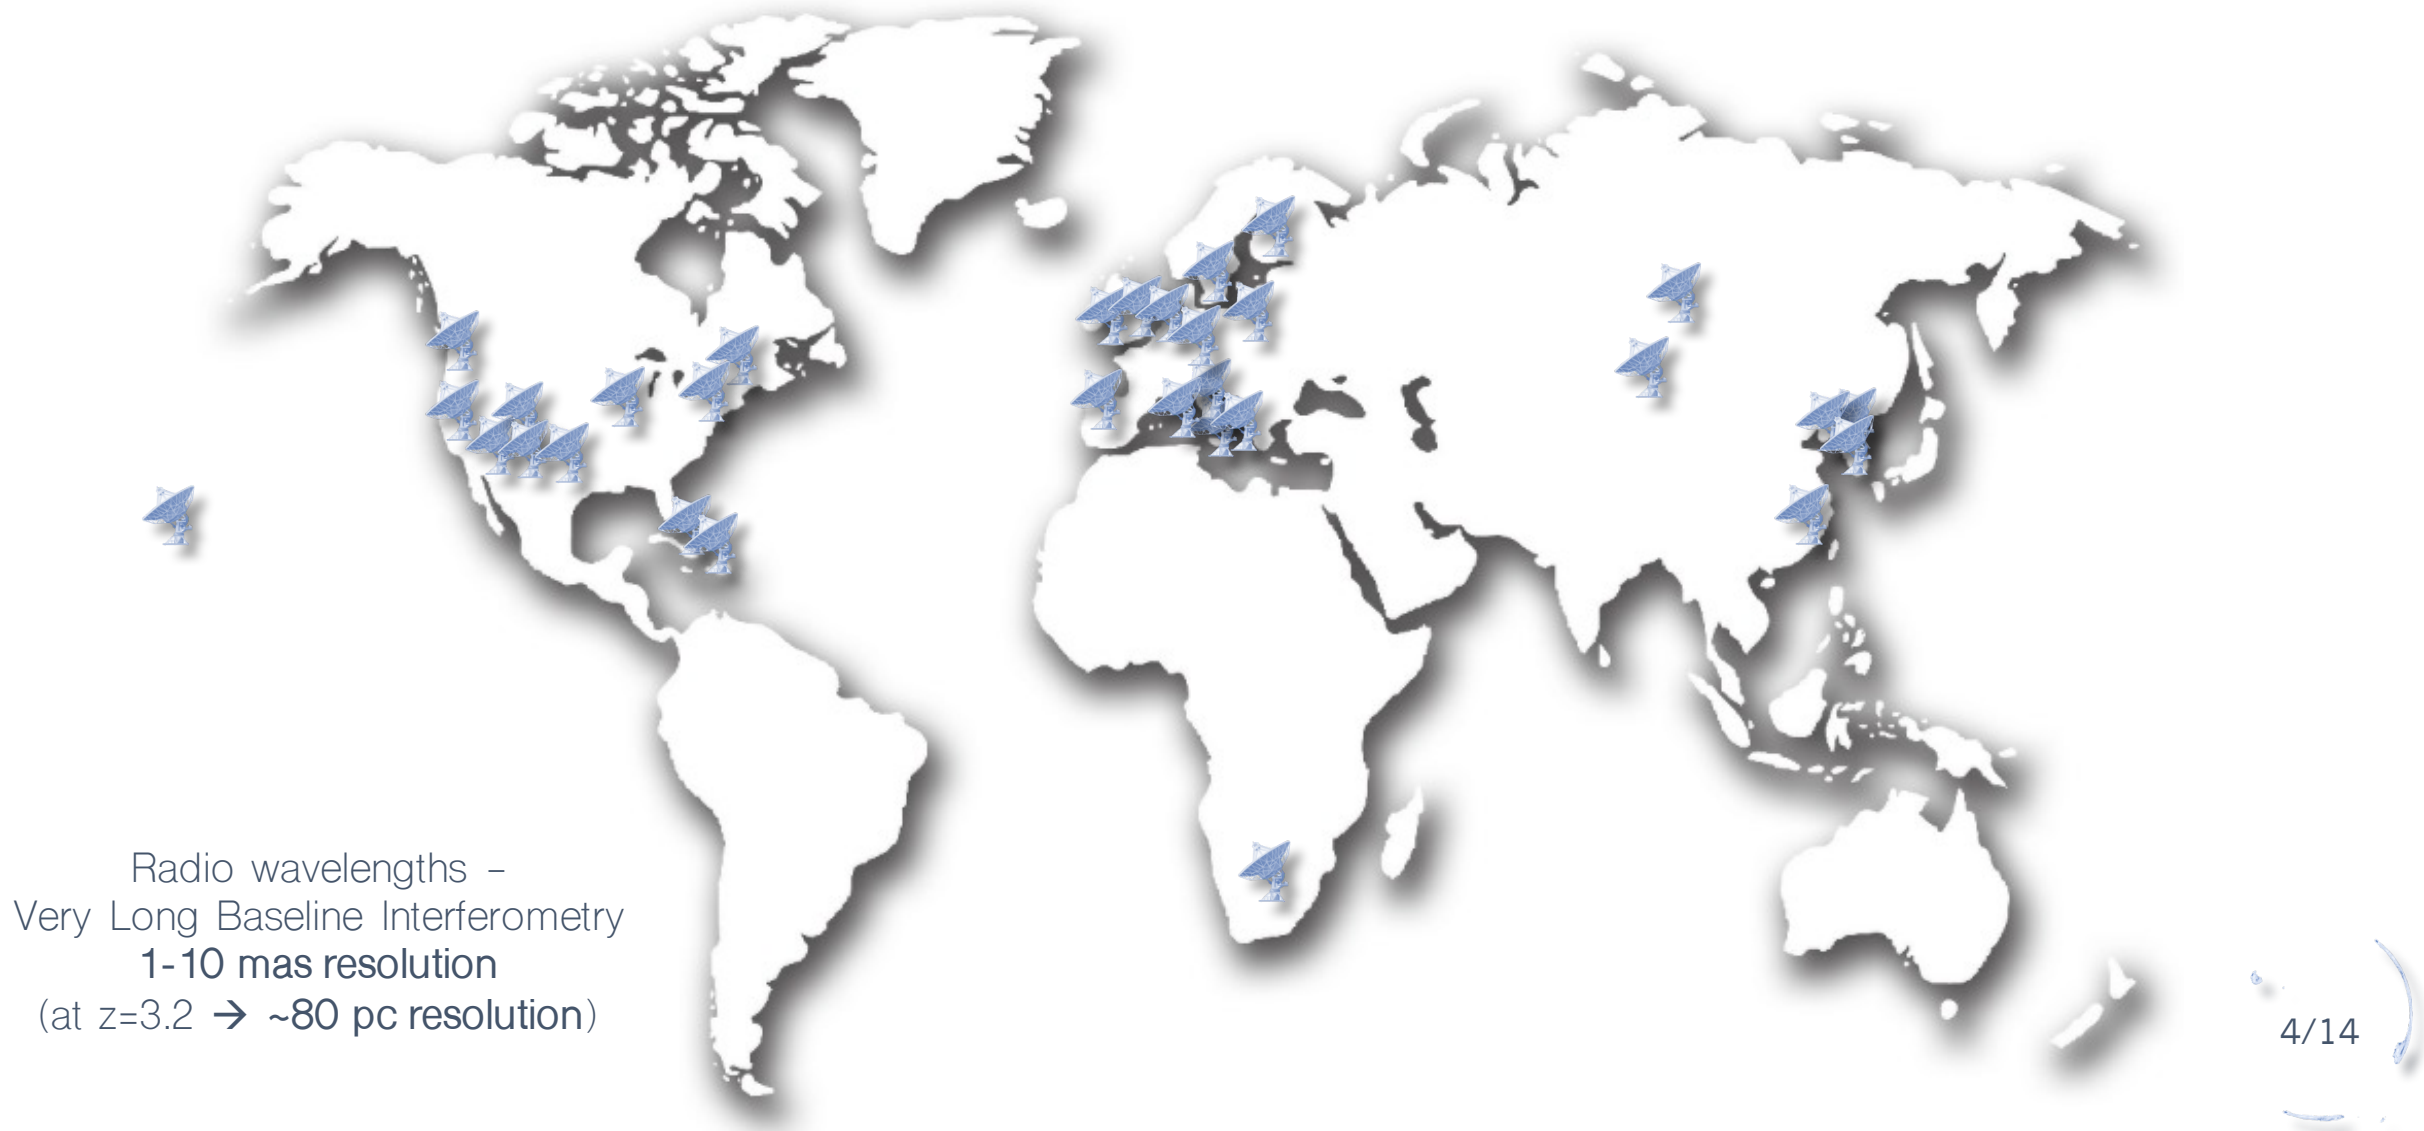 Radio wavelengths –
Very Long Baseline Interferometry
1-10 mas resolution
(at z=3.2 → ~80 pc resolution)
4/14